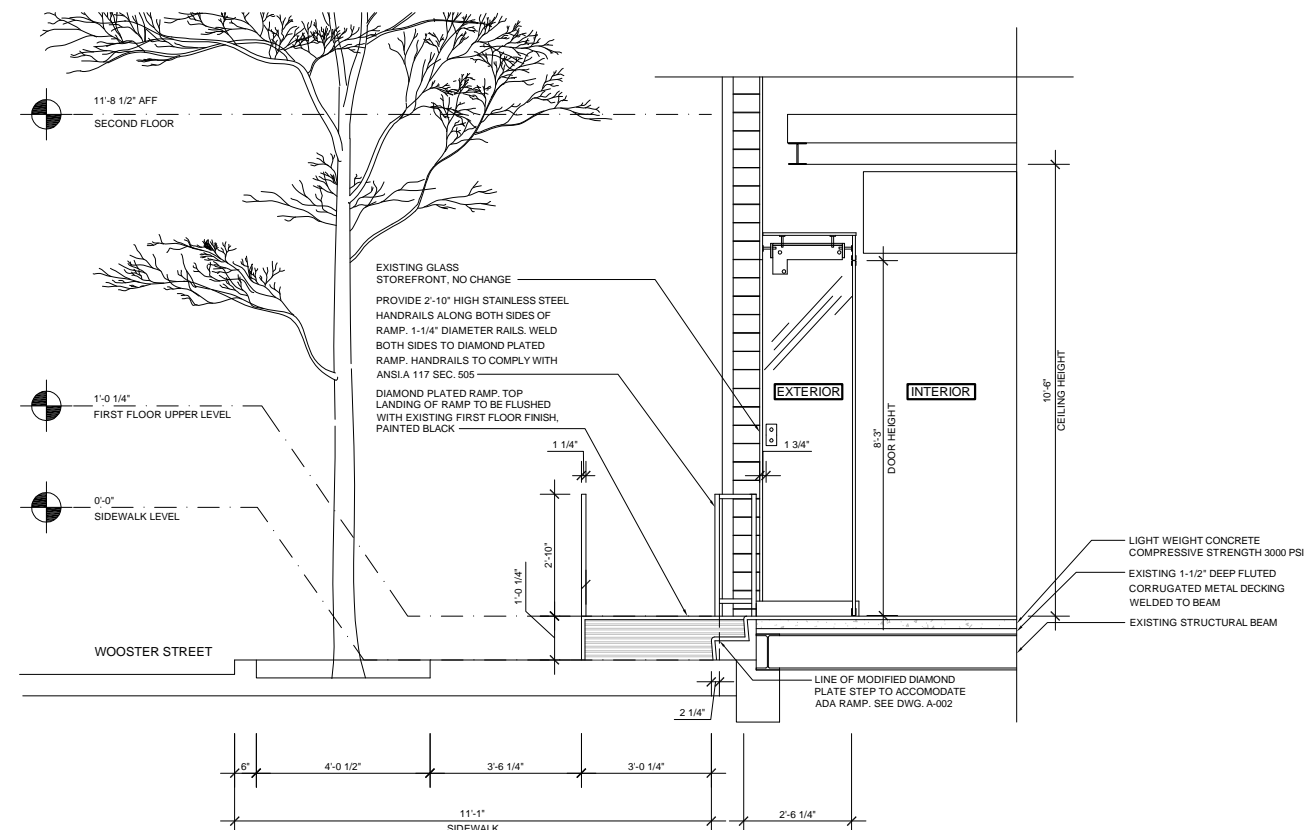 11'-8 1/2" AFF
SECOND FLOOR
EXISTING GLASS
STOREFRONT, NO CHANGE
PROVIDE 2'-10" HIGH STAINLESS STEEL
HANDRAILS ALONG BOTH SIDES OF
RAMP. 1-1/4" DIAMETER RAILS. WELD
BOTH SIDES TO DIAMOND PLATED
RAMP. HANDRAILS TO COMPLY WITH
ANSI.A 117 SEC. 505
DIAMOND PLATED RAMP. TOP
LANDING OF RAMP TO BE FLUSHED
WITH EXISTING FIRST FLOOR FINISH,
PAINTED BLACK
EXTERIOR
INTERIOR
10'-6"
CEILING HEIGHT
8'-3"
DOOR HEIGHT
1'-0 1/4"
FIRST FLOOR UPPER LEVEL
1 1/4"
1 3/4"
0'-0"
SIDEWALK LEVEL
2'-10"
1'-0 1/4"
LIGHT WEIGHT CONCRETE
COMPRESSIVE STRENGTH 3000 PSI
EXISTING 1-1/2" DEEP FLUTED
CORRUGATED METAL DECKING
WELDED TO BEAM
EXISTING STRUCTURAL BEAM
WOOSTER STREET
LINE OF MODIFIED DIAMOND
PLATE STEP TO ACCOMODATE
ADA RAMP. SEE DWG. A-002
2 1/4"
6"
4'-0 1/2"
3'-6 1/4"
3'-0 1/4"
11'-1"
SIDEWALK
2'-6 1/4"